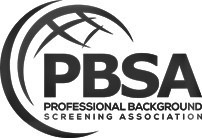 PBSA
PROFESSIONAL BACKGROUND
SCREENING ASSOCIATION